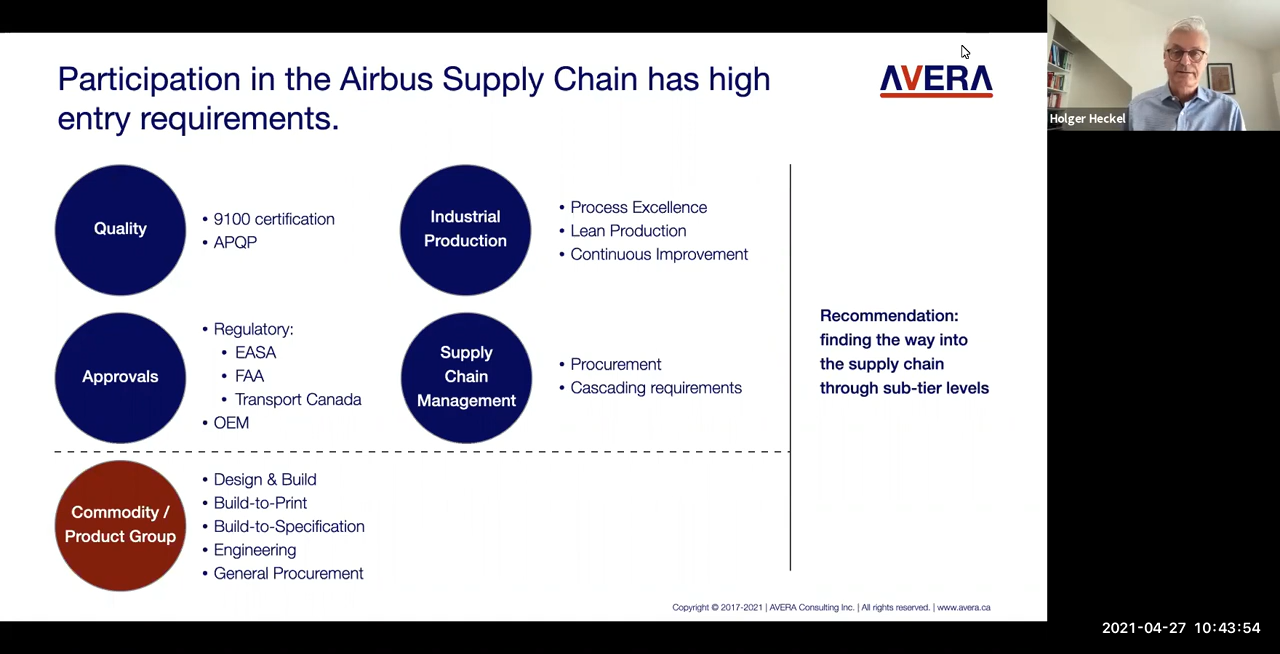 Participation in the Airbus Supply Chain has high
entry requirements.
AVERA
Holger Heckel
Quality
• 9100 certification
• APQP
Industrial
Production
• Process Excellence
• Lean Production
• Continuous Improvement
Approvals
• Regulatory:
• EASA
• FAA
• Transport Canada
• OEM
Supply
Chain
Management
• Procurement
• Cascading requirements
Recommendation:
finding the way into
the supply chain
through sub-tier levels
Commodity /
Product Group
• Design & Build
• Build-to-Print
• Build-to-Specification
• Engineering
• General Procurement
Copyright © 2017-2021 | AVERA Consulting Inc. | All rights reserved. | www.avera.ca
2021-04-27 10:43:54